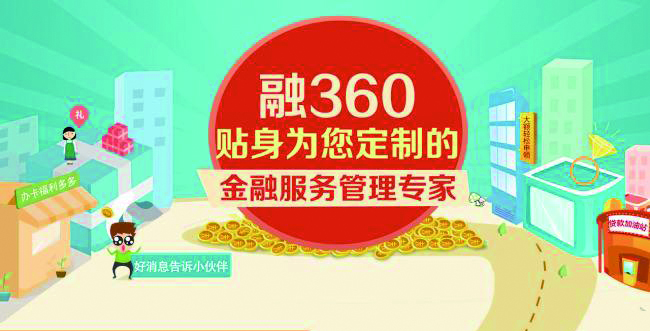 融360
贴身为您定制的
金融服务管理专家
礼
办卡福利多多
好消息告诉小伙伴
大额轻松申领
贷款加油站